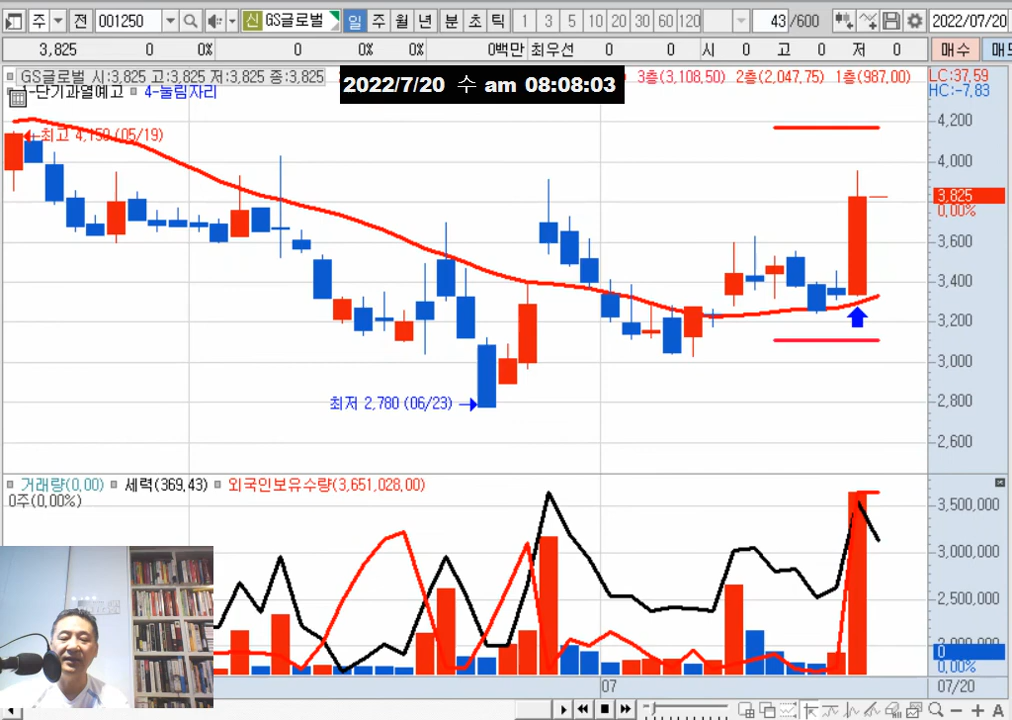 주 전 001250 신 GS글로벌 일 주 월 년 분 초 틱 1 3 5 10 20 30 60 120 43 /600 2022/07/20
3,825 0 0% 0 0% 0% 0백만 최우선 0 0 시 0 고 0 저 0 매수
GS글로벌 시:3,825 고:3,825 저:3,825 종:3,825
2022/7/20 수 am 08:08:03
3층(3,108,50) 2층(2,047,75) 1층(987,00)
LC:37,59
HC:-7,83
1-단기과열예고 4-눌림자리
최고 4,159 (05/19)
4,200
4,000
3,825
0,00%
3,600
3,400
3,200
3,000
최저 2,780 (06/23)
2,800
2,600
거래량(0,00) 세력(369,43) 외국인보유수량(3,651,028,00)
0주(0,00%)
3,500,000
3,000,000
2,500,000
2,000,000
0
0,00%
07
07/20
A